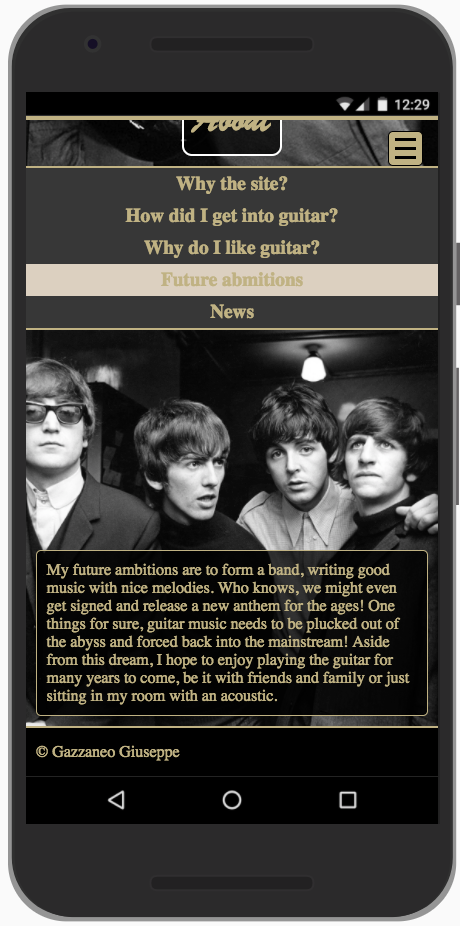 12:29
About
Why the site?
How did I get into guitar?
Why do I like guitar?
Future abmitions
News
My future ambitions are to form a band, writing good
music with nice melodies. Who knows, we might even
get signed and release a new anthem for the ages! One
things for sure, guitar music needs to be plucked out of
the abyss and forced back into the mainstream! Aside
from this dream, I hope to enjoy playing the guitar for
many years to come, be it with friends and family or just
sitting in my room with an acoustic.
© Gazzaneo Giuseppe